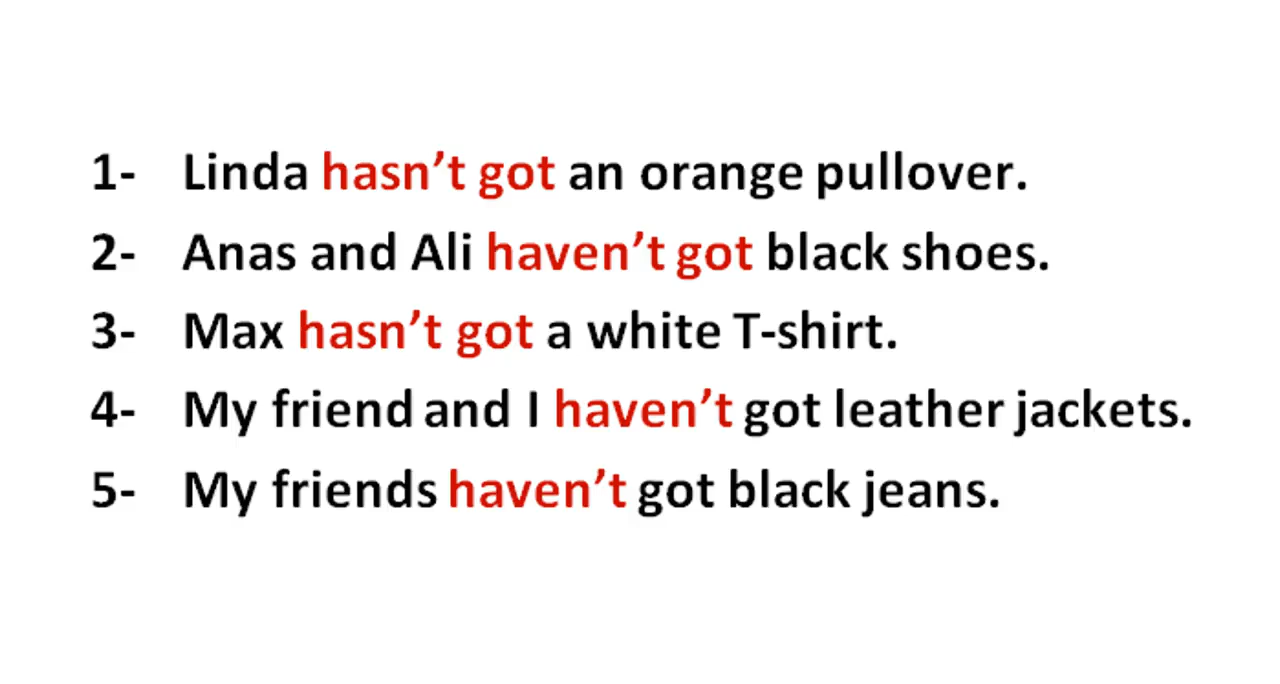 1- Linda hasn’t got an orange pullover.
2- Anas and Ali haven’t got black shoes.
3- Max hasn’t got a white T-shirt.
4- My friend and I haven’t got leather jackets.
5- My friends haven’t got black jeans.